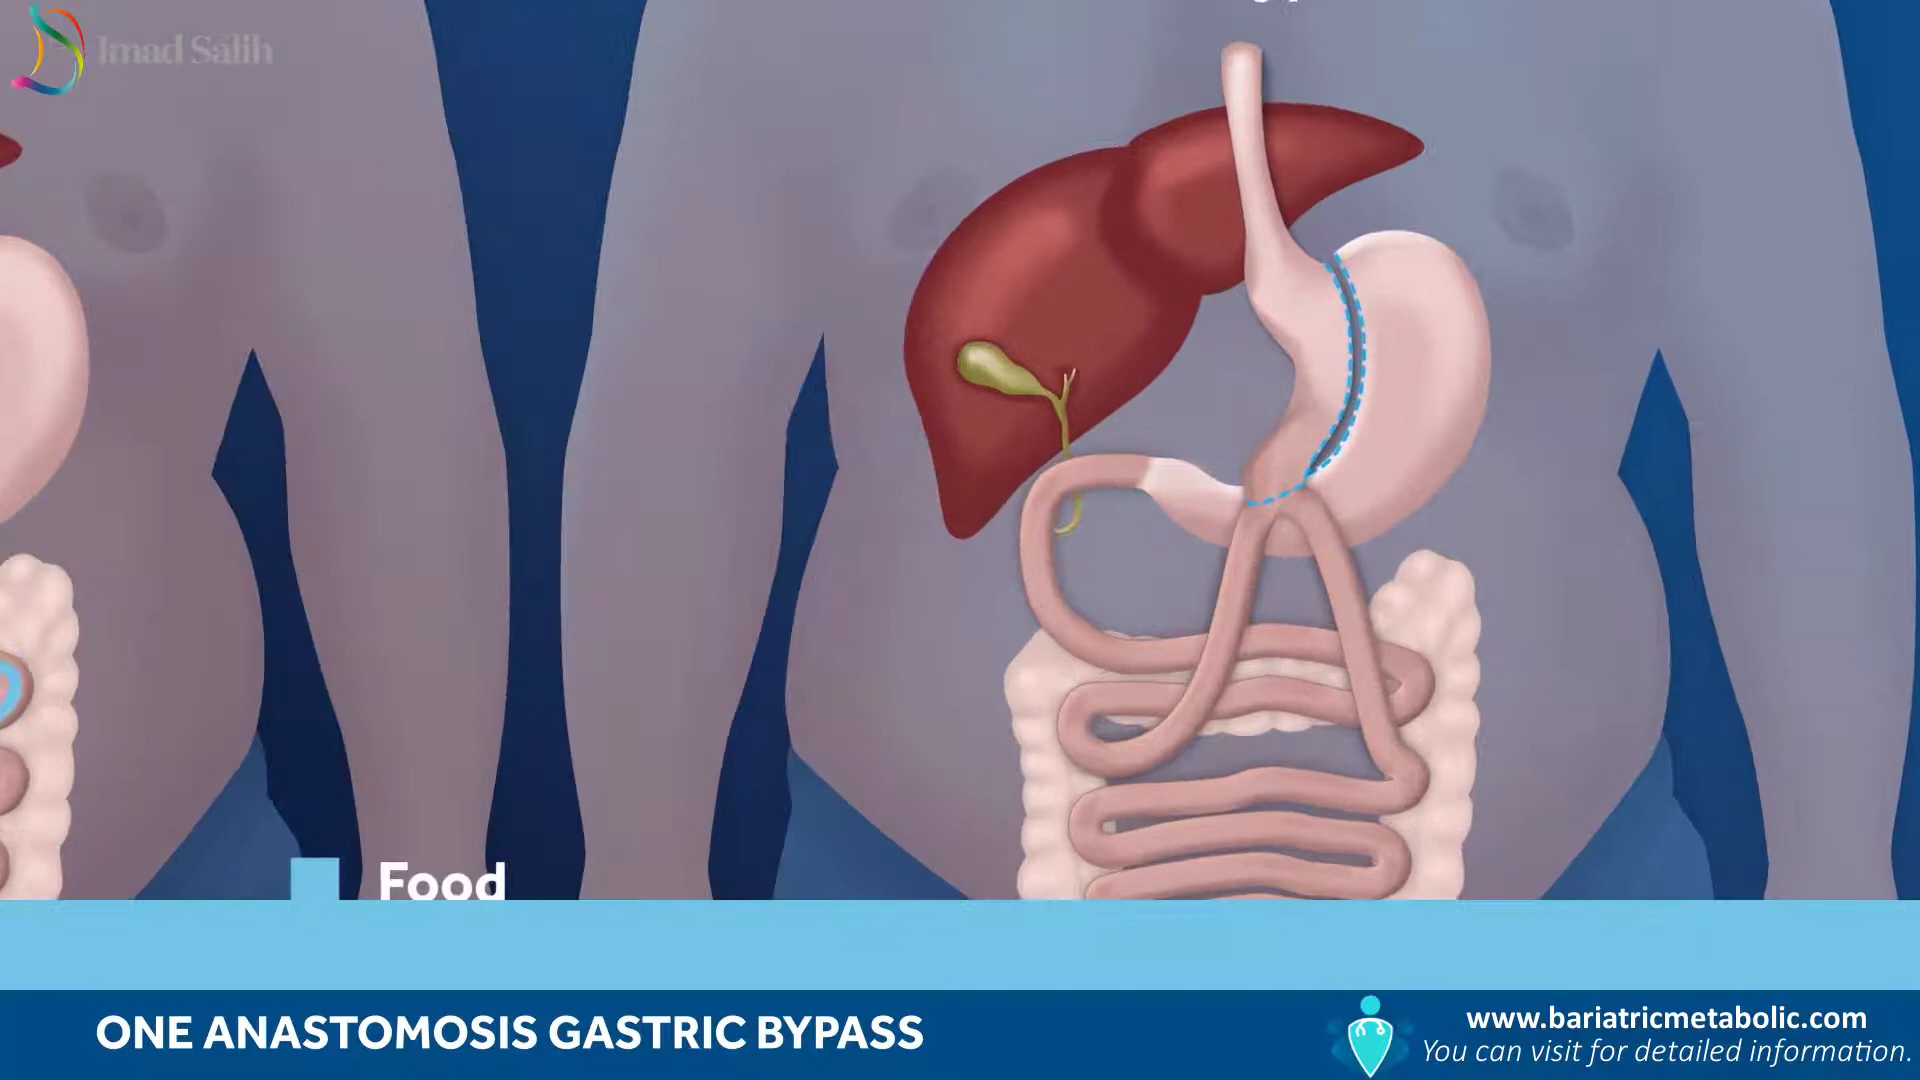 Imad Salih
Food
ONE ANASTOMOSIS GASTRIC BYPASS
www.bariatricmetabolic.com
You can visit for detailed information.